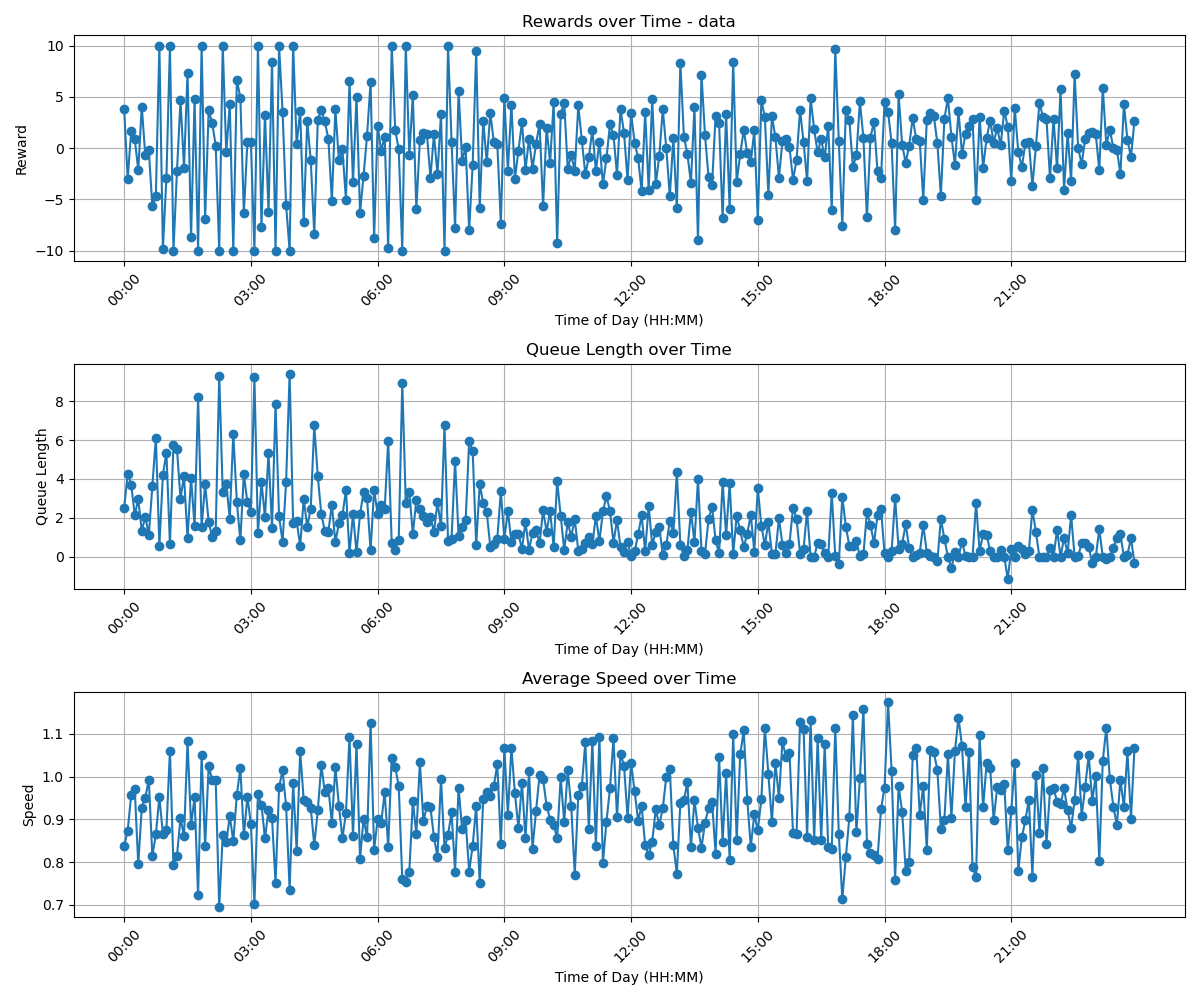 Rewards over Time - data
10
5
0
−5
−10
Reward
00:00 03:00 06:00 09:00 12:00 15:00 18:00 21:00
Time of Day (HH:MM)
Queue Length over Time
8
6
4
2
0
Queue Length
00:00 03:00 06:00 09:00 12:00 15:00 18:00 21:00
Time of Day (HH:MM)
Average Speed over Time
1.1
1.0
0.9
0.8
0.7
Speed
00:00 03:00 06:00 09:00 12:00 15:00 18:00 21:00
Time of Day (HH:MM)